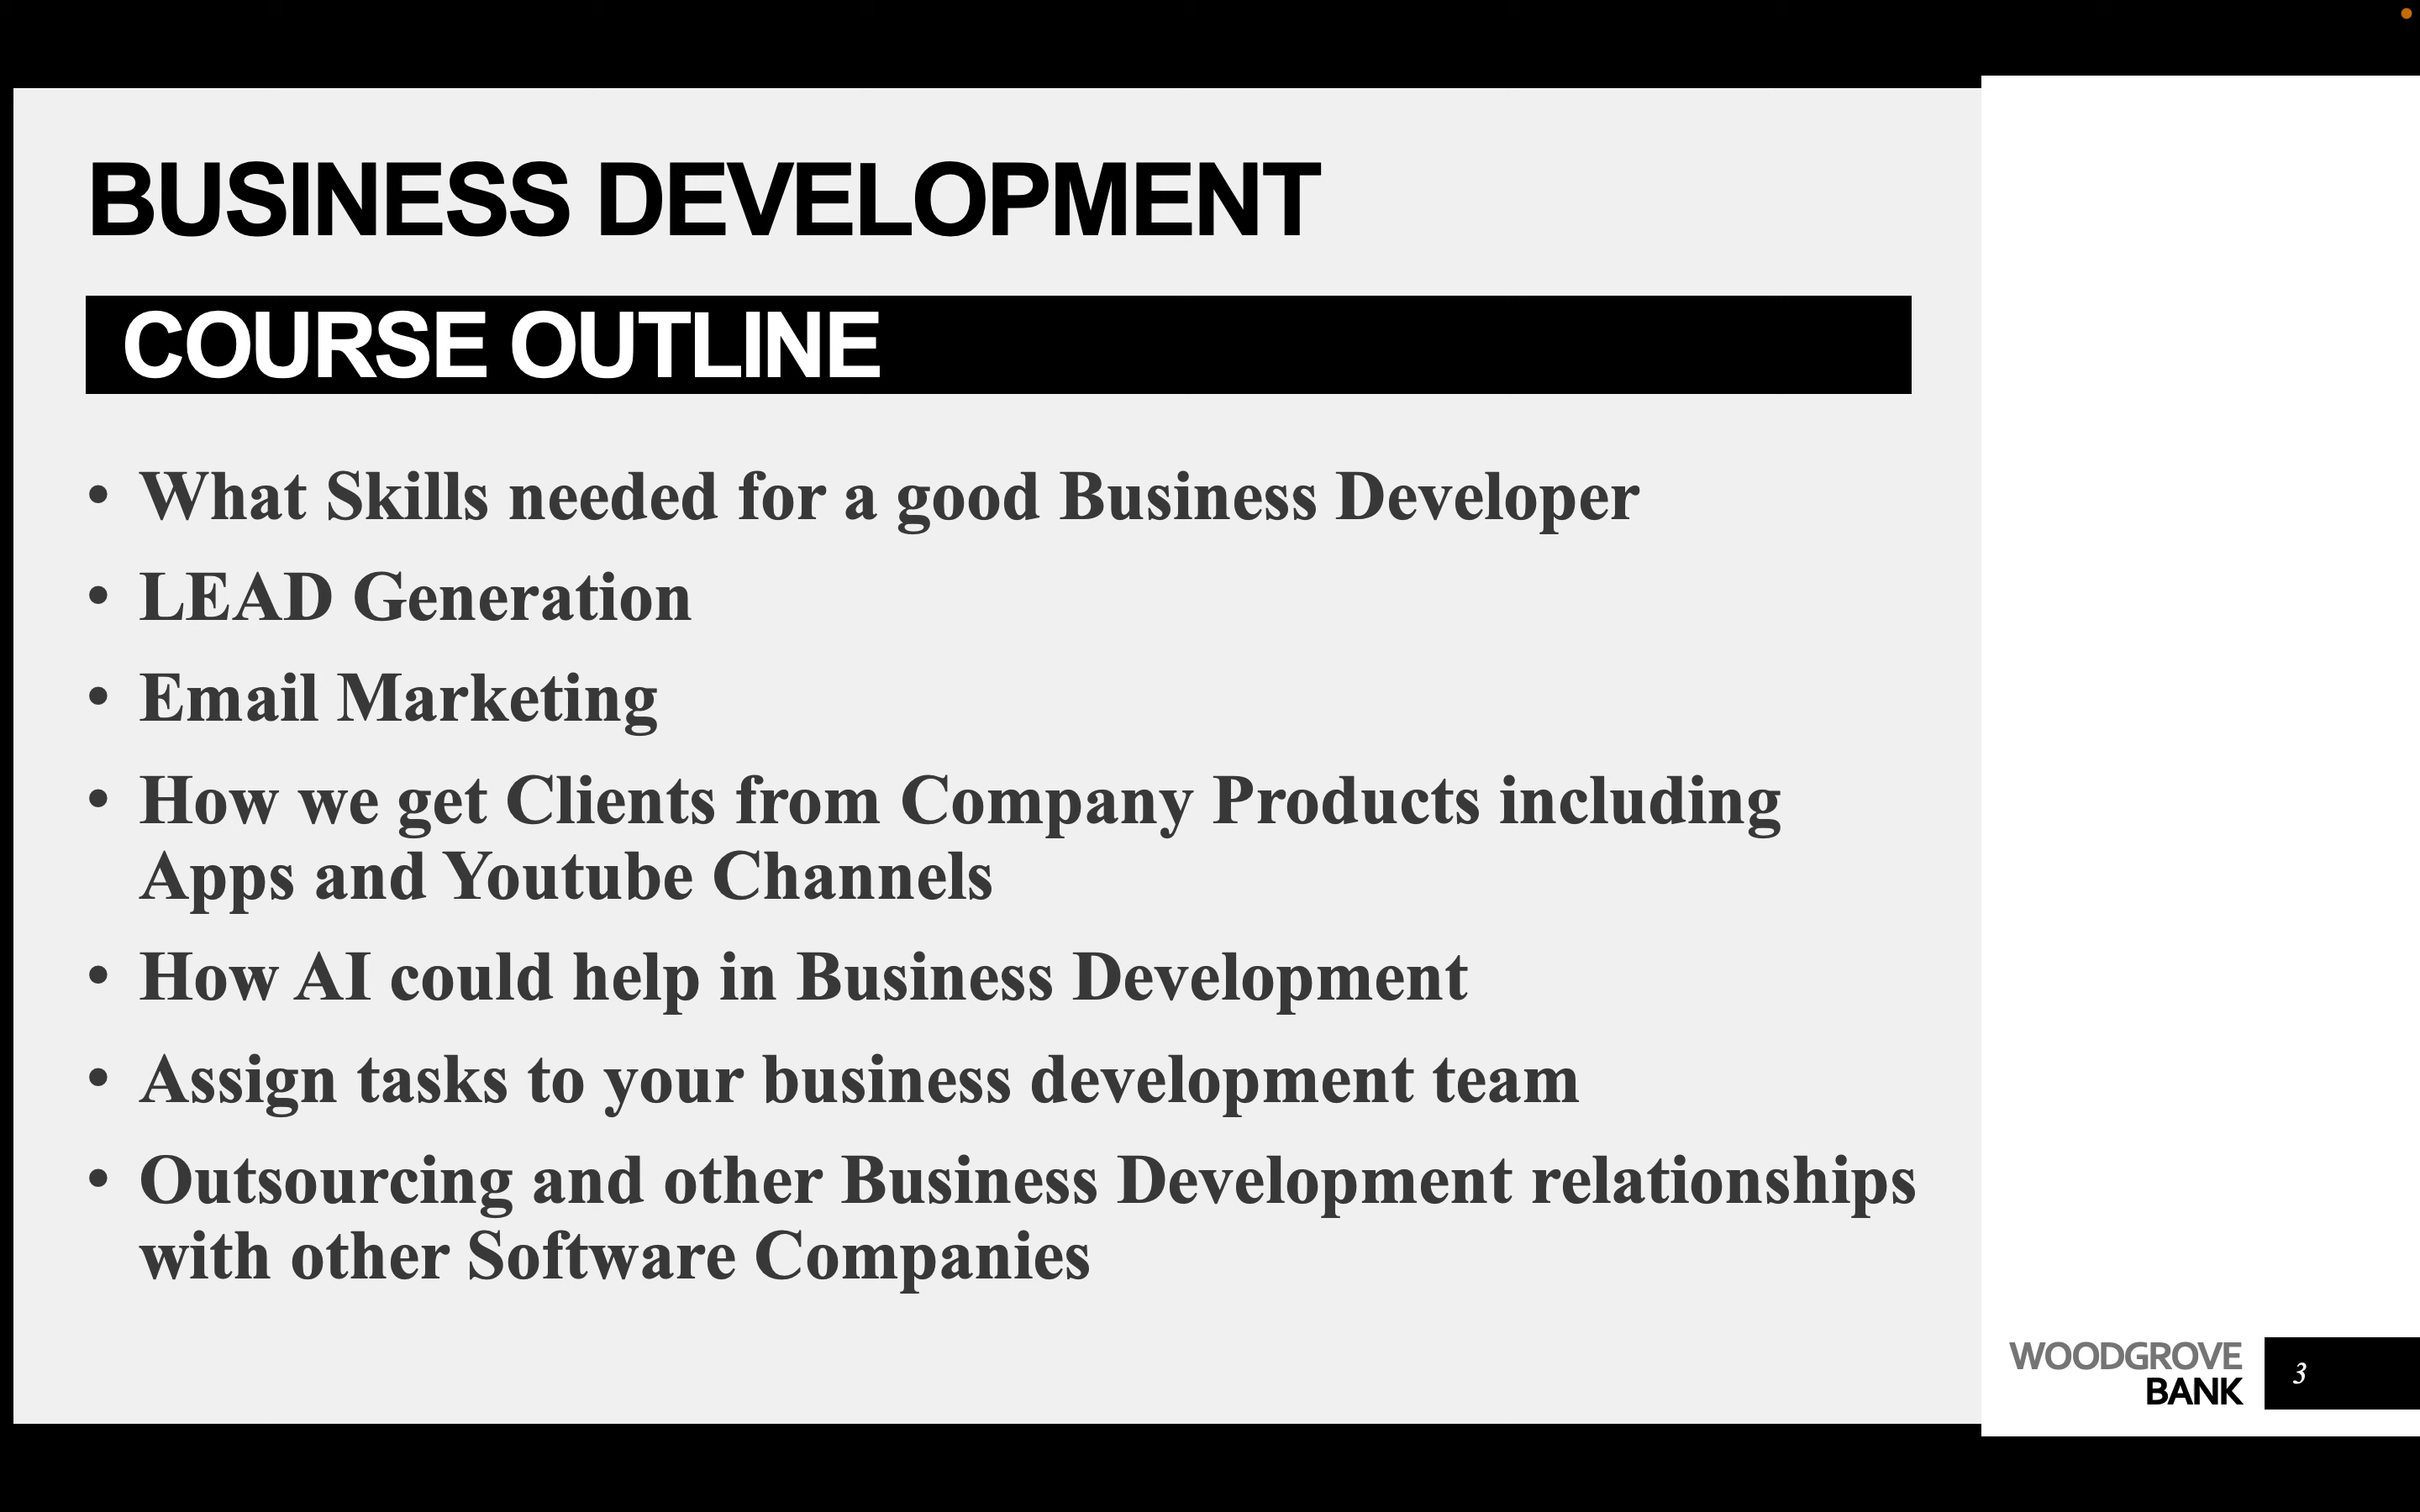 BUSINESS DEVELOPMENT
COURSE OUTLINE
• What Skills needed for a good Business Developer
• LEAD Generation
• Email Marketing
• How we get Clients from Company Products including
Apps and Youtube Channels
• How AI could help in Business Development
• Assign tasks to your business development team
• Outsourcing and other Business Development relationships
with other Software Companies
WOODGROVE
BANK
3